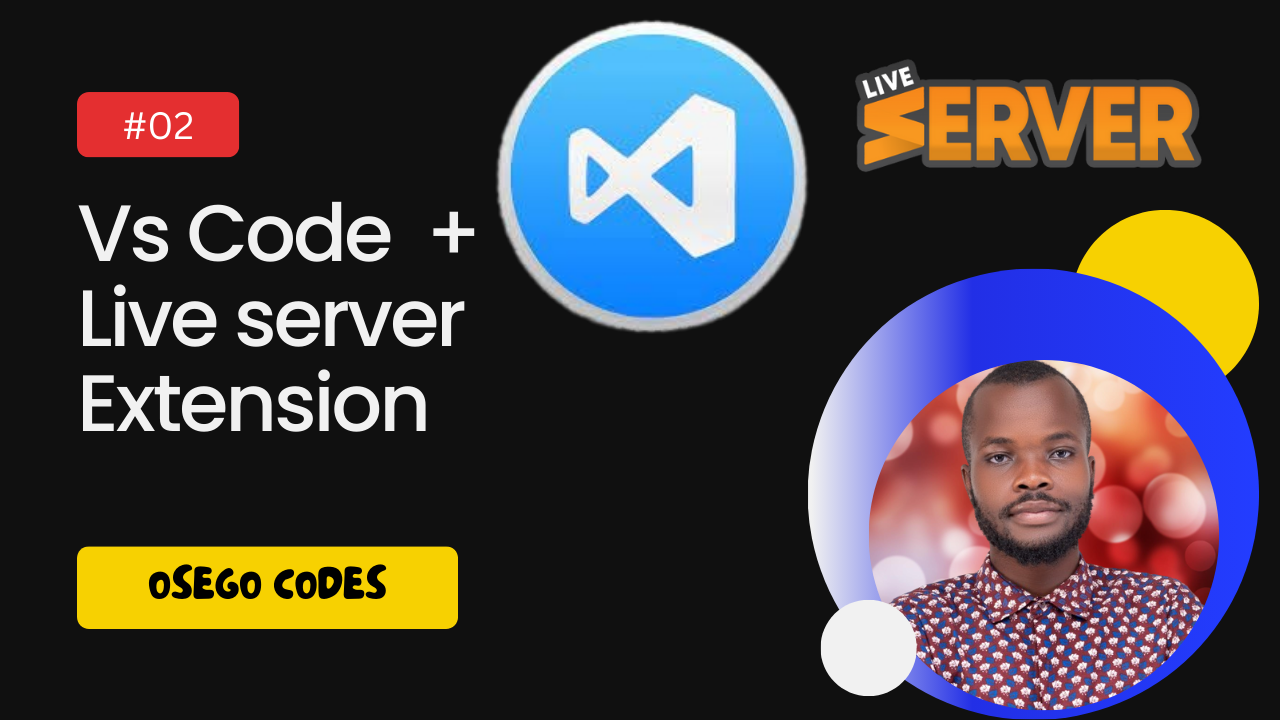 #02
Vs Code +
Live server
Extension
OSEGO CODES
LIVE
SERVER